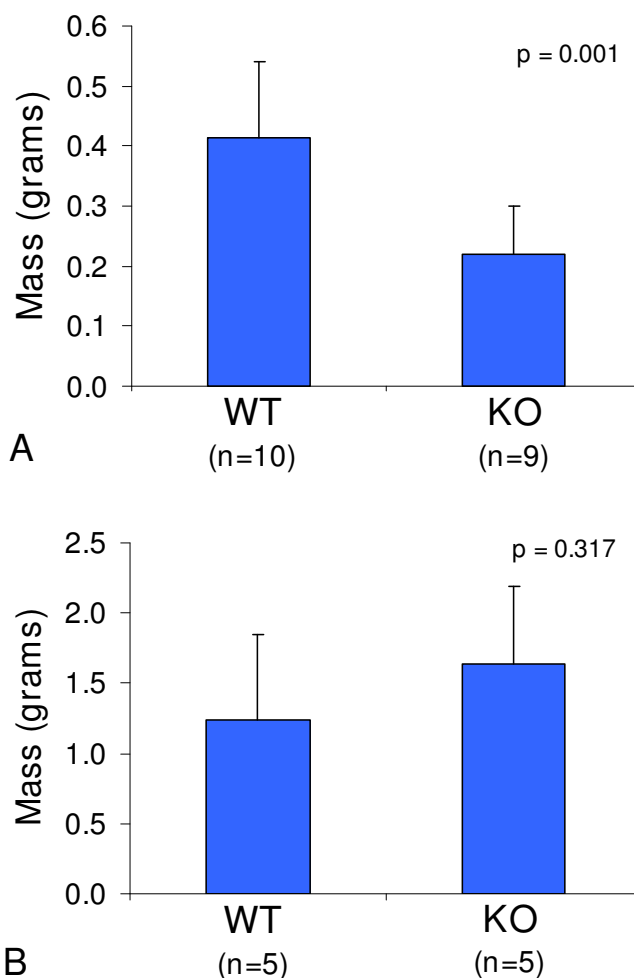 0.6
p = 0.001
0.5
0.4
0.3
0.2
0.1
0.0
Mass (grams)
WT
KO
A
(n=10)
(n=9)
2.5
p = 0.317
2.0
1.5
1.0
0.5
0.0
Mass (grams)
WT
KO
B
(n=5)
(n=5)